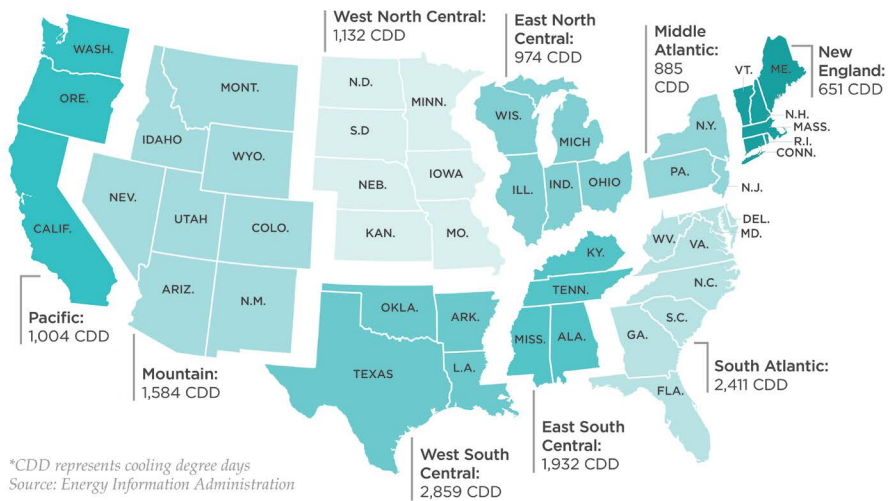 West North Central:
1,132 CDD
East North
Central:
974 CDD
Middle
Atlantic:
885
CDD
New
England:
651 CDD
WASH.
ORE.
CALIF.
MONT.
IDAHO
WYO.
NEV.
UTAH
COLO.
ARIZ.
N.M.
N.D.
S.D
NEB.
KAN.
MINN.
IOWA
MO.
WIS.
MICH
ILL.
IND.
OHIO
N.Y.
PA.
N.J.
VT.
ME.
N.H.
MASS.
R.I.
CONN.
DEL.
MD.
WV.
VA.
N.C.
S.C.
GA.
FLA.
KY.
TENN.
MISS.
ALA.
OKLA.
ARK.
TEXAS
L.A.
Pacific:
1,004 CDD
Mountain:
1,584 CDD
West South
Central:
2,859 CDD
East South
Central:
1,932 CDD
South Atlantic:
2,411 CDD
*CDD represents cooling degree days
Source: Energy Information Administration